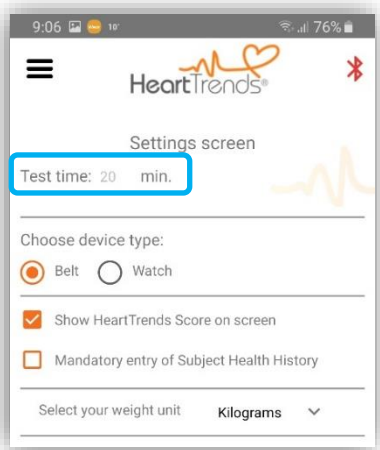 9:06 10° 76%
HeartTrends®
Settings screen
Test time: 20 min.
Choose device type:
Belt Watch
Show HeartTrends Score on screen
Mandatory entry of Subject Health History
Select your weight unit Kilograms